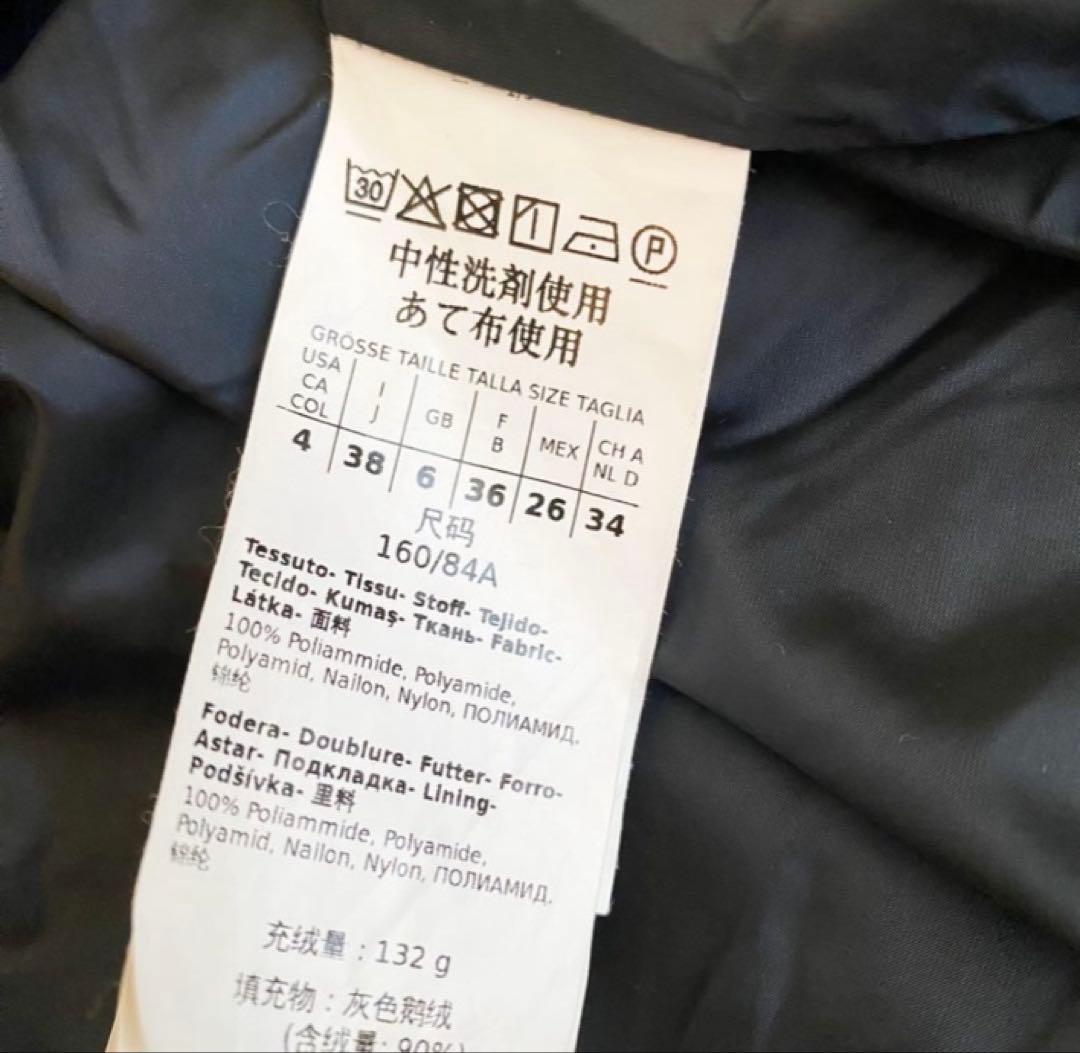 30 P
中性洗剤使用
あて布使用
GRÖSSE TAILLE TALLA SIZE TAGLIA
USA CA COL | I J | GB | F B | MEX | CH A NL D
4 | 38 | 6 | 36 | 26 | 34
尺码
160/84A
Tessuto- Tissu- Stoff- Tejido-
Tecido- Kumaş- Ткань- Fabric-
Látka- 面料
100% Poliammide, Polyamide,
Polyamid, Nailon, Nylon, ПОЛИАМИД,
锦纶
Fodera- Doublure- Futter- Forro-
Astar- Подкладка- Lining-
Podšívka- 里料
100% Poliammide, Polyamide,
Polyamid, Nailon, Nylon, ПОЛИАМИД,
锦纶
充绒量：132 g
填充物：灰色鹅绒
(含绒量: 90%)